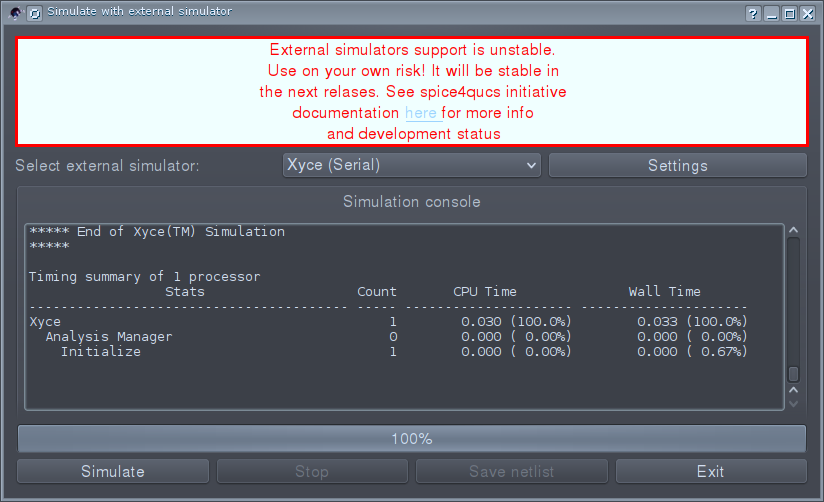 Simulate with external simulator
External simulators support is unstable.
Use on your own risk! It will be stable in
the next relases. See spice4qucs initiative
documentation here for more info
and development status
Select external simulator: Xyce (Serial) Settings
Simulation console
***** End of Xyce(TM) Simulation
*****
Timing summary of 1 processor
Stats Count CPU Time Wall Time
---------------------------------------- ----- --------------------- ---------------------
Xyce 1 0.030 (100.0%) 0.033 (100.0%)
Analysis Manager 0 0.000 ( 0.00%) 0.000 ( 0.00%)
Initialize 1 0.000 ( 0.00%) 0.000 ( 0.67%)
100%
Simulate Stop Save netlist Exit